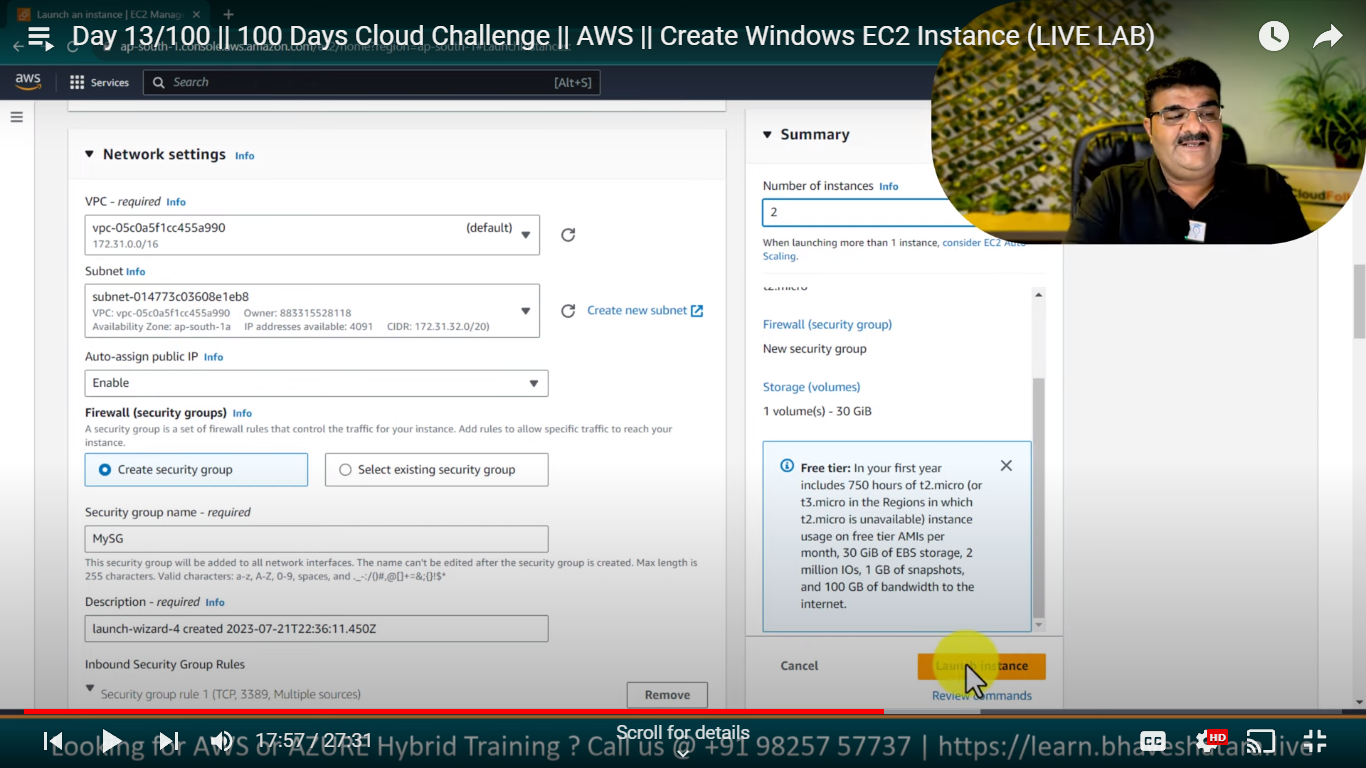 Launch an instance | EC2 Manag
Day 13/100 || 100 Days Cloud Challenge || AWS || Create Windows EC2 Instance (LIVE LAB)
aws
Services
Search
[Alt+S]
Network settings Info
VPC - required Info
vpc-05c0a5f1cc455a990 (default)
172.31.0.0/16
Subnet Info
subnet-014773c03608e1eb8
VPC: vpc-05c0a5f1cc455a990 Owner: 883315528118
Availability Zone: ap-south-1a IP addresses available: 4091 CIDR: 172.31.32.0/20)
Create new subnet
Auto-assign public IP Info
Enable
Firewall (security groups) Info
A security group is a set of firewall rules that control the traffic for your instance. Add rules to allow specific traffic to reach your
instance.
Create security group
Select existing security group
Security group name - required
MySG
This security group will be added to all network interfaces. The name can't be edited after the security group is created. Max length is
255 characters. Valid characters: a-z, A-Z, 0-9, spaces, and ._-:/()#,@[]+=&;{}!$*
Description - required Info
launch-wizard-4 created 2023-07-21T22:36:11.450Z
Inbound Security Group Rules
Security group rule 1 (TCP, 3389, Multiple sources)
Remove
Summary
Number of instances Info
2
When launching more than 1 instance, consider EC2 Auto
Scaling.
t2.micro
Firewall (security group)
New security group
Storage (volumes)
1 volume(s) - 30 GiB
Free tier: In your first year
includes 750 hours of t2.micro (or
t3.micro in the Regions in which
t2.micro is unavailable) instance
usage on free tier AMIs per
month, 30 GiB of EBS storage, 2
million IOs, 1 GB of snapshots,
and 100 GB of bandwidth to the
internet.
Cancel
Launch instance
Review commands
17:57 / 27:31
Scroll for details
CC
HD
Looking for AWS or AZURE Hybrid Training ? Call us @ +91 98257 57737 | https://learn.bhaveshatara.live